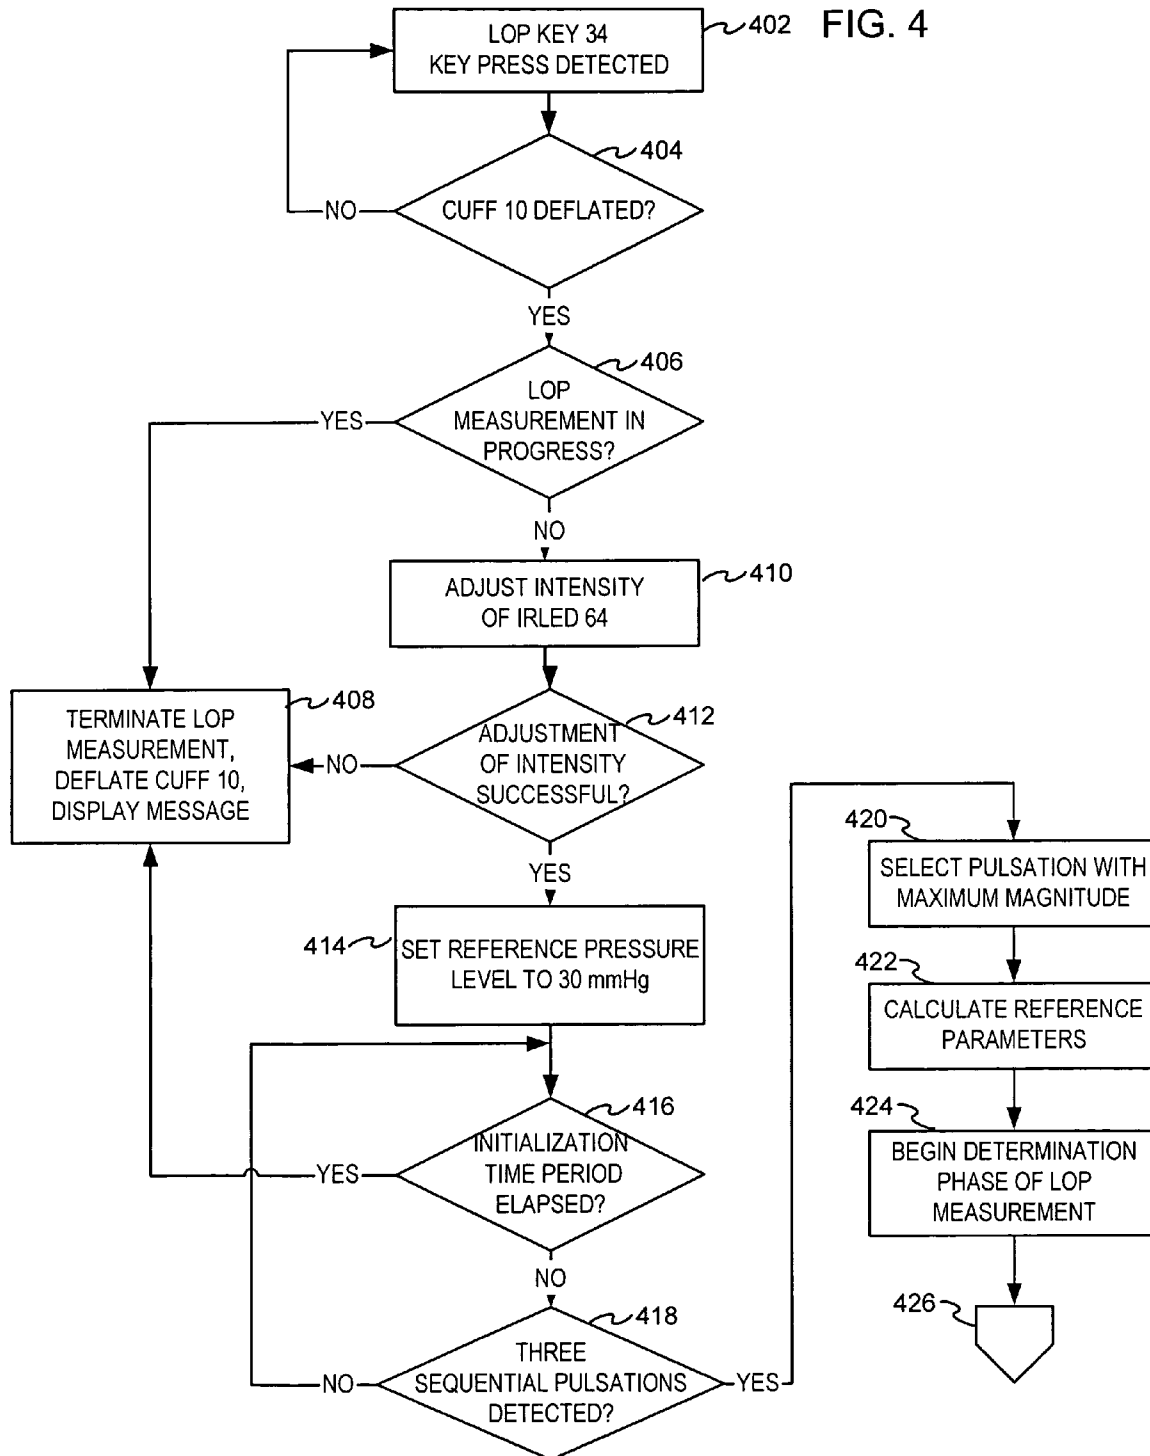 FIG. 4
LOP KEY 34
KEY PRESS DETECTED
402
404
CUFF 10 DEFLATED?
NO
YES
406
LOP
MEASUREMENT IN
PROGRESS?
YES
NO
ADJUST INTENSITY
OF IRLED 64
410
TERMINATE LOP
MEASUREMENT,
DEFLATE CUFF 10,
DISPLAY MESSAGE
408
412
ADJUSTMENT
OF INTENSITY
SUCCESSFUL?
NO
YES
414
SET REFERENCE PRESSURE
LEVEL TO 30 mmHg
416
INITIALIZATION
TIME PERIOD
ELAPSED?
YES
NO
418
THREE
SEQUENTIAL PULSATIONS
DETECTED?
NO
YES
420
SELECT PULSATION WITH
MAXIMUM MAGNITUDE
422
CALCULATE REFERENCE
PARAMETERS
424
BEGIN DETERMINATION
PHASE OF LOP
MEASUREMENT
426